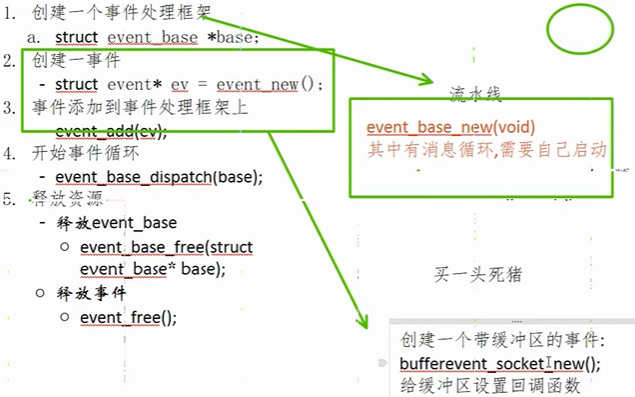 1. 创建一个事件处理框架
a. struct event_base *base;
2. 创建一事件
- struct event* ev = event_new();
3. 事件添加到事件处理框架上
event_add(ev);
4. 开始事件循环
- event_base_dispatch(base);
5. 释放资源
- 释放event_base
event_base_free(struct
event_base* base);
释放事件
event_free();
流水线
event_base_new(void)
其中有消息循环,需要自己启动
买一头死猪
创建一个带缓冲区的事件:
bufferevent_socket_new();
给缓冲区设置回调函数